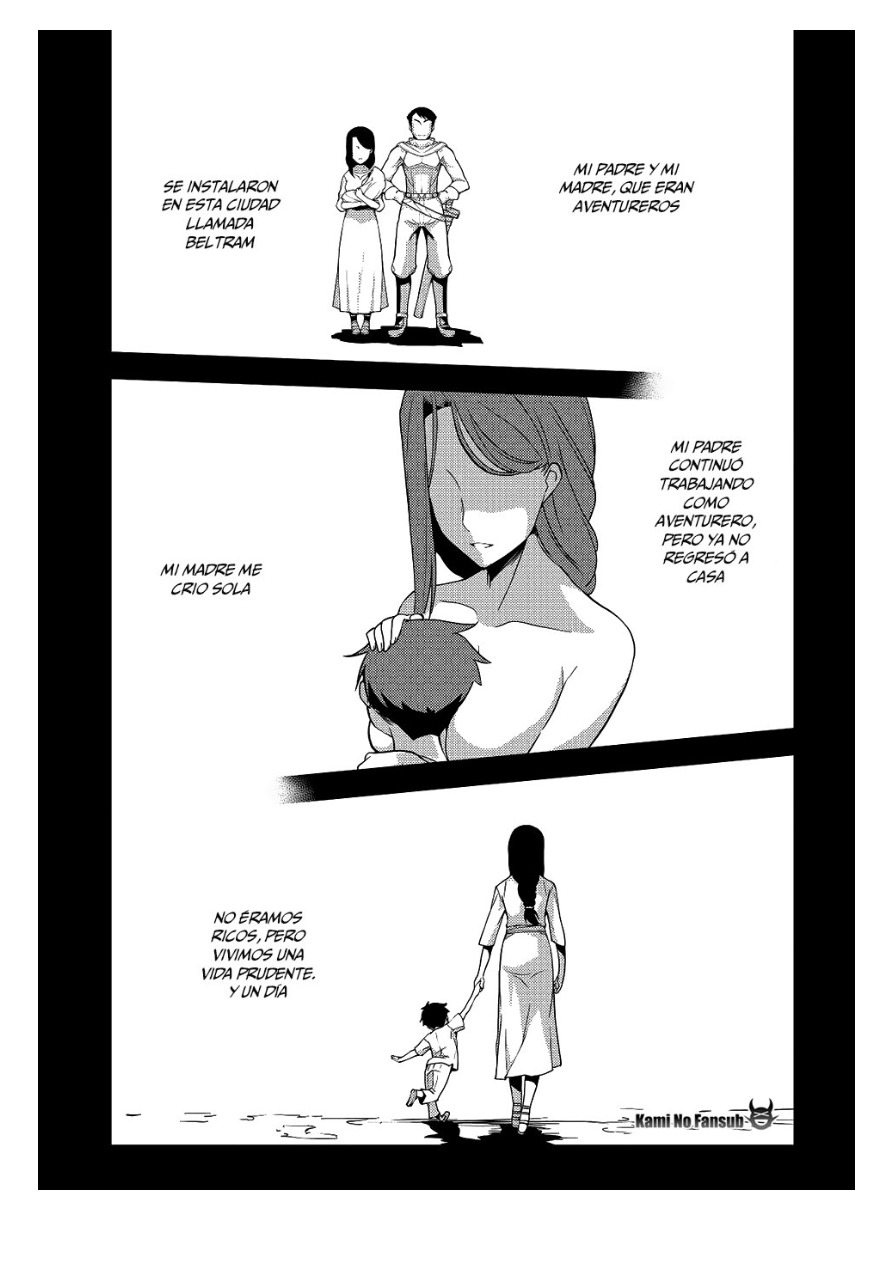 MI PADRE Y MI
MADRE, QUE ERAN
AVENTUREROS
SE INSTALARON
EN ESTA CIUDAD
LLAMADA
BELTRAM
MI PADRE
CONTINUÓ
TRABAJANDO
COMO
AVENTURERO,
PERO YA NO
REGRESÓ A
CASA
MI MADRE ME
CRIO SOLA
NO ÉRAMOS
RICOS, PERO
VIVIMOS UNA
VIDA PRUDENTE.
Y UN DÍA
Kami No Fansub